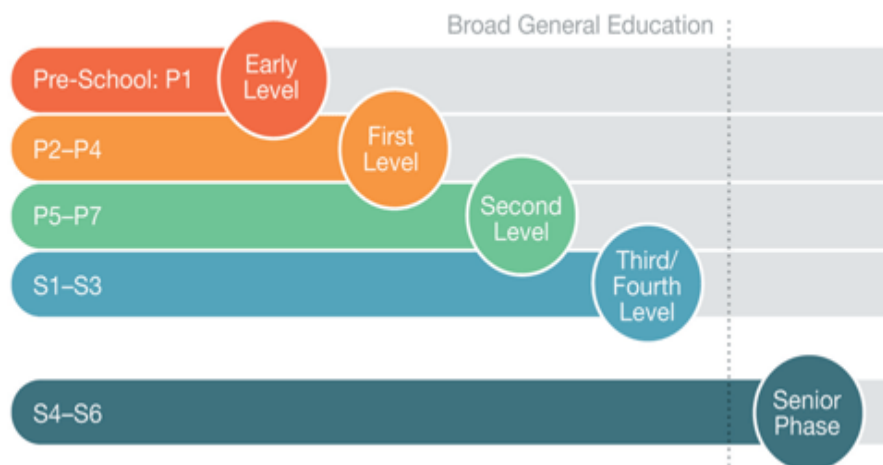 Broad General Education
Pre-School: P1
Early
Level
P2–P4
First
Level
P5–P7
Second
Level
S1–S3
Third/
Fourth
Level
S4–S6
Senior
Phase